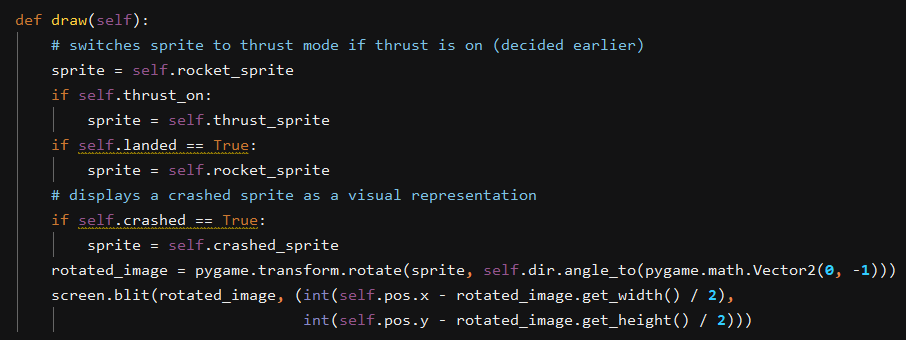 def draw(self):
    # switches sprite to thrust mode if thrust is on (decided earlier)
    sprite = self.rocket_sprite
    if self.thrust_on:
        sprite = self.thrust_sprite
    if self.landed == True:
        sprite = self.rocket_sprite
    # displays a crashed sprite as a visual representation
    if self.crashed == True:
        sprite = self.crashed_sprite
    rotated_image = pygame.transform.rotate(sprite, self.dir.angle_to(pygame.math.Vector2(0, -1)))
    screen.blit(rotated_image, (int(self.pos.x - rotated_image.get_width() / 2),
                                int(self.pos.y - rotated_image.get_height() / 2)))